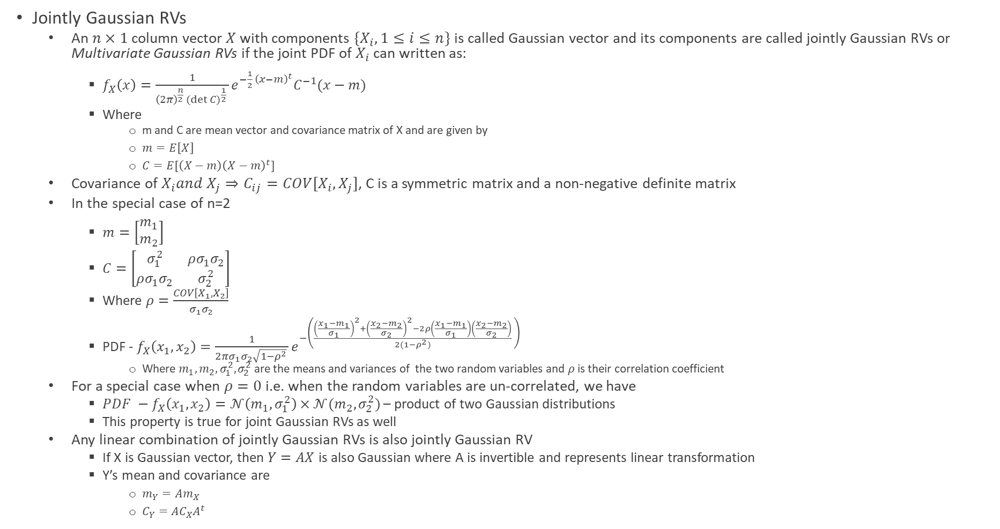 • Jointly Gaussian RVs
• An 𝑛 × 1 column vector 𝑋 with components {𝑋ᵢ, 1 ≤ 𝑖 ≤ 𝑛} is called Gaussian vector and its components are called jointly Gaussian RVs or
Multivariate Gaussian RVs if the joint PDF of 𝑋ᵢ can written as:
▪ $f_X(x) = \frac{1}{(2\pi)^{\frac{n}{2}} (\det C)^{\frac{1}{2}}} e^{-\frac{1}{2}(x-m)^t} C^{-1}(x-m)$
▪ Where
○ m and C are mean vector and covariance matrix of X and are given by
○ $m = E[X]$
○ $C = E[(X-m)(X-m)^t]$
• Covariance of $X_i and X_j \Rightarrow C_{ij} = COV[X_i, X_j]$, C is a symmetric matrix and a non-negative definite matrix
• In the special case of n=2
▪ $m = \begin{bmatrix} m_1 \\ m_2 \end{bmatrix}$
▪ $C = \begin{bmatrix} \sigma_1^2 & \rho\sigma_1\sigma_2 \\ \rho\sigma_1\sigma_2 & \sigma_2^2 \end{bmatrix}$
▪ Where $\rho = \frac{COV[X_1,X_2]}{\sigma_1\sigma_2}$
▪ PDF - $f_X(x_1, x_2) = \frac{1}{2\pi\sigma_1\sigma_2\sqrt{1-\rho^2}} e^{-\left(\frac{\left(\frac{x_1-m_1}{\sigma_1}\right)^2+\left(\frac{x_2-m_2}{\sigma_2}\right)^2-2\rho\left(\frac{x_1-m_1}{\sigma_1}\right)\left(\frac{x_2-m_2}{\sigma_2}\right)}{2(1-\rho^2)}\right)}$
○ Where $m_1, m_2, \sigma_1^2, \sigma_2^2$ are the means and variances of the two random variables and $\rho$ is their correlation coefficient
• For a special case when $\rho = 0$ i.e. when the random variables are un-correlated, we have
▪ $PDF - f_X(x_1, x_2) = \mathcal{N}(m_1, \sigma_1^2) \times \mathcal{N}(m_2, \sigma_2^2)$ – product of two Gaussian distributions
▪ This property is true for joint Gaussian RVs as well
• Any linear combination of jointly Gaussian RVs is also jointly Gaussian RV
▪ If X is Gaussian vector, then $Y = AX$ is also Gaussian where A is invertible and represents linear transformation
▪ Y’s mean and covariance are
○ $m_Y = Am_X$
○ $C_Y = AC_XA^t$